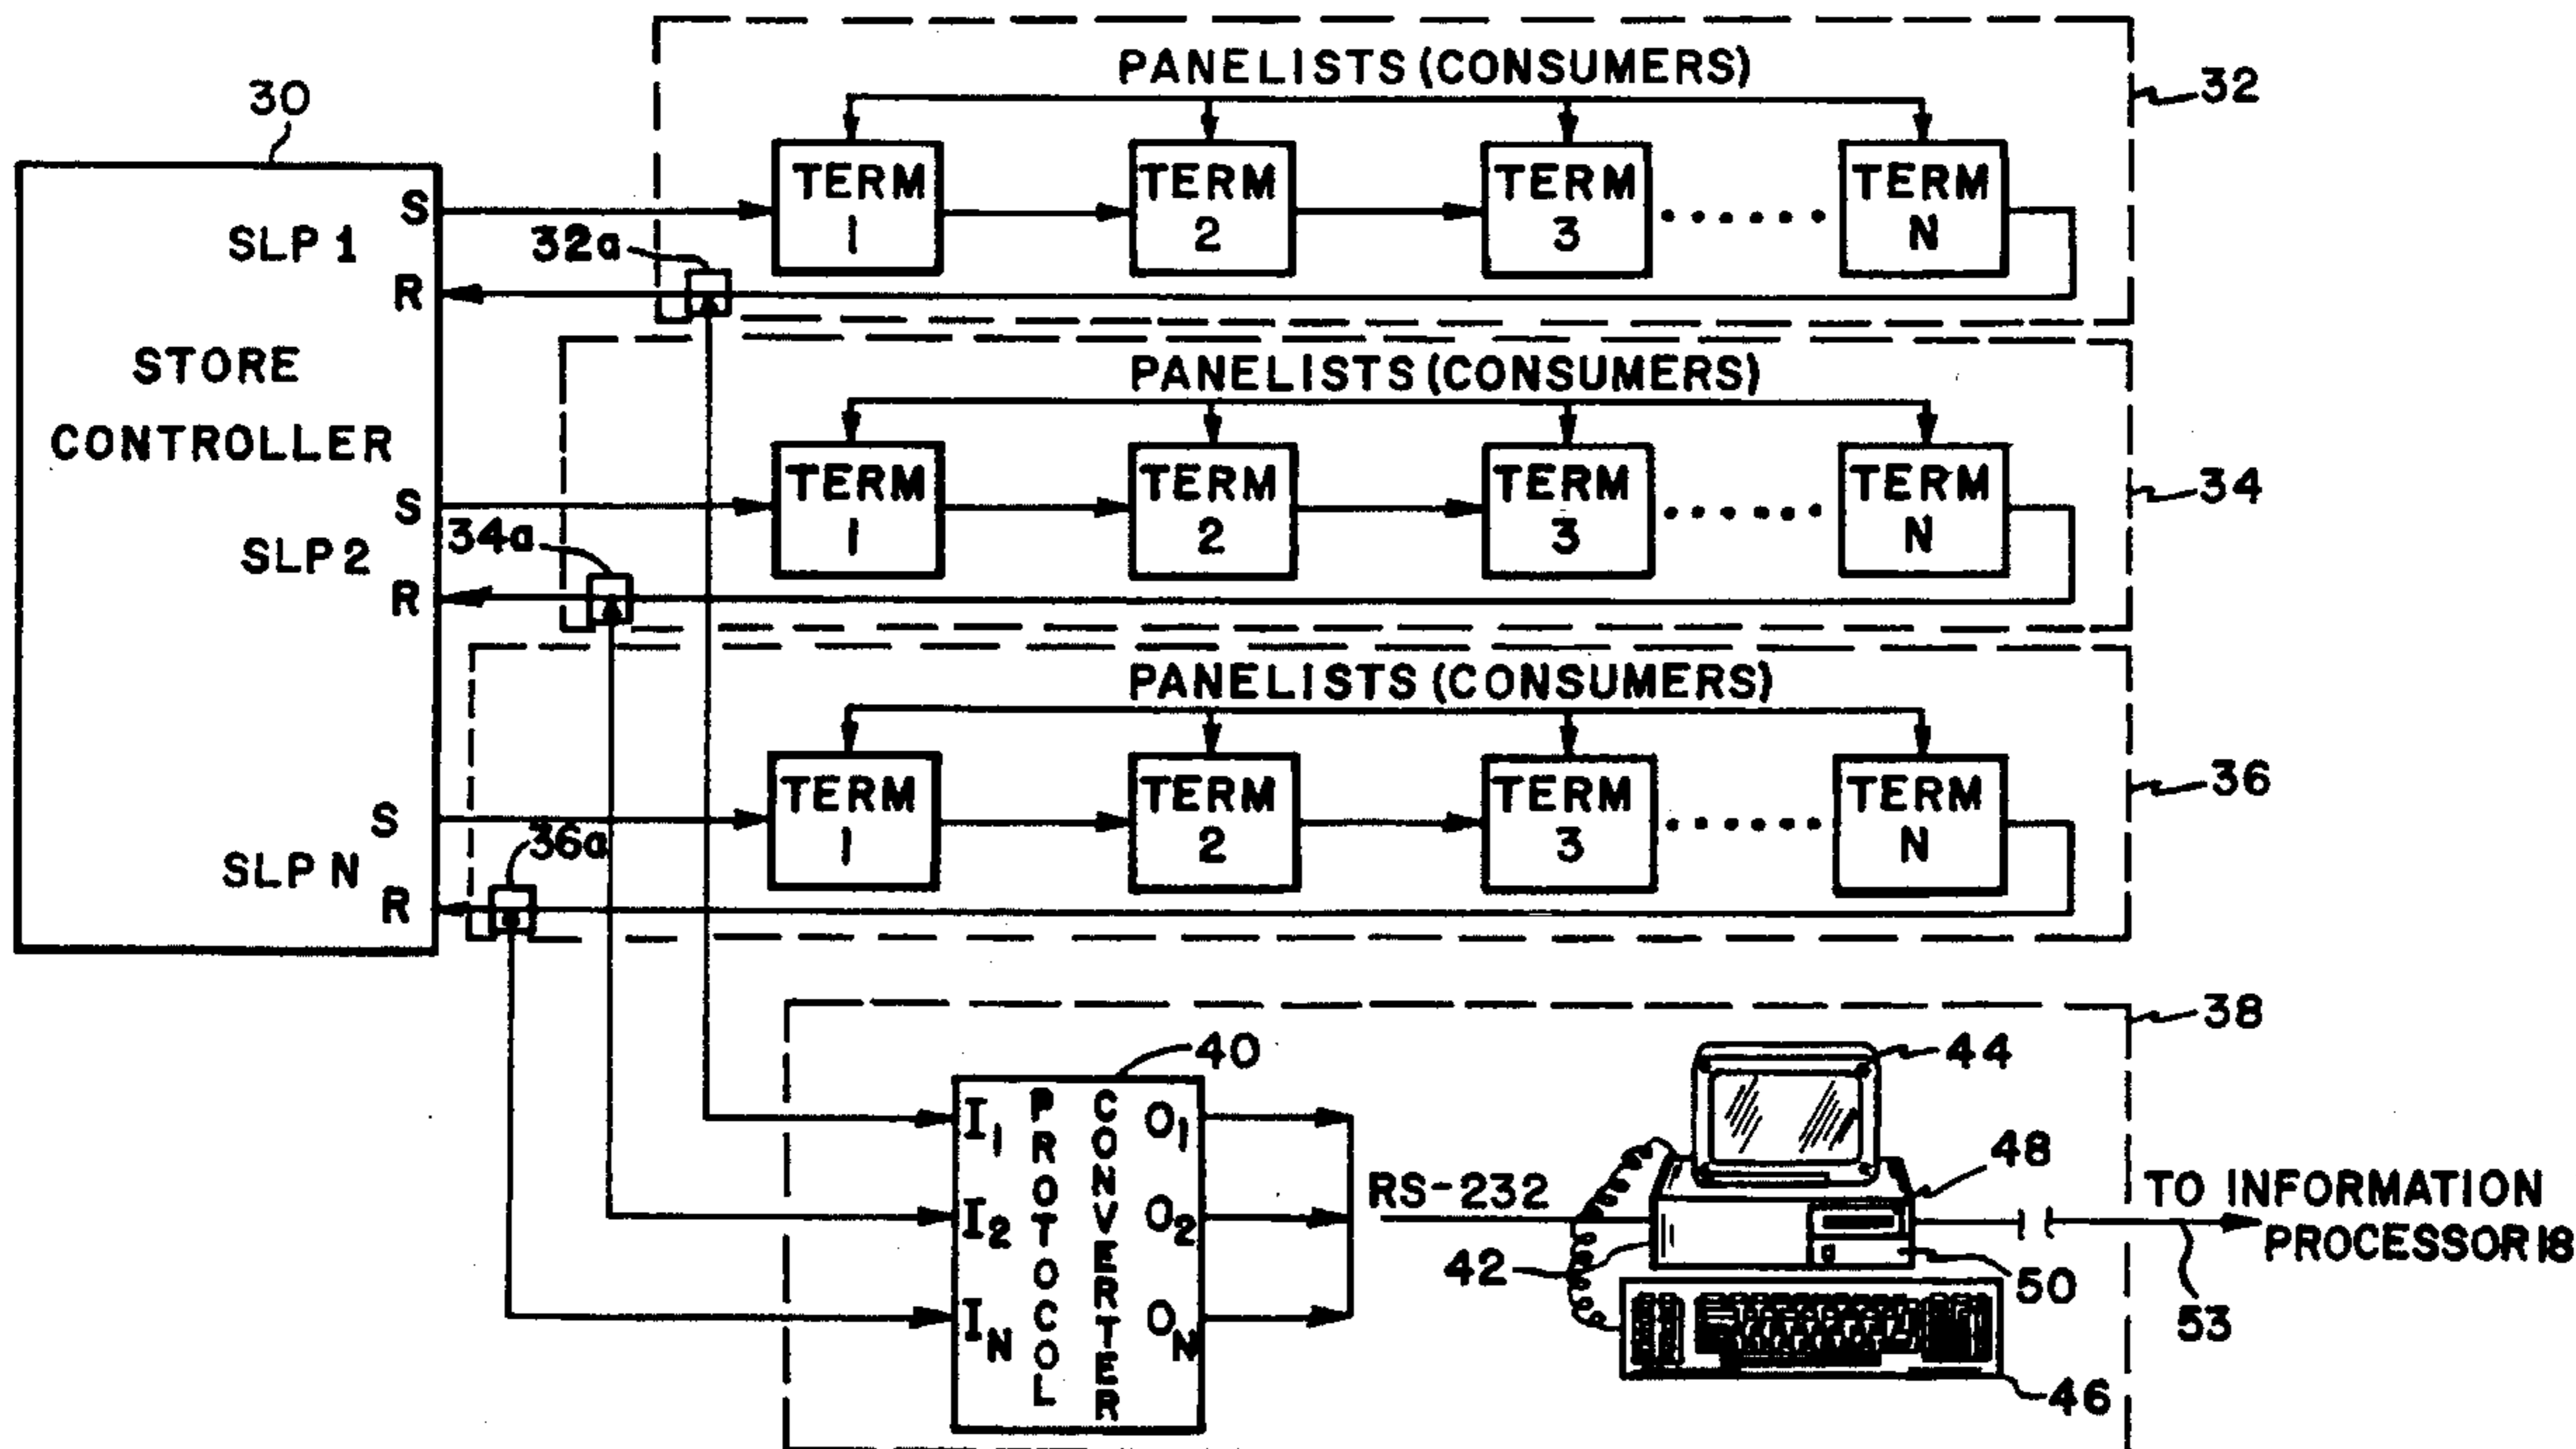 30
STORE
CONTROLLER
SLP 1
S
R
SLP2
S
R
SLP N
S
R
PANELISTS (CONSUMERS)
32
TERM
1
TERM
2
TERM
3
TERM
N
32a
PANELISTS (CONSUMERS)
34
TERM
1
TERM
2
TERM
3
TERM
N
34a
PANELISTS (CONSUMERS)
36
TERM
1
TERM
2
TERM
3
TERM
N
36a
38
40
I1
I2
IN
PROTOCOL
CONVERTER
O1
O2
ON
RS-232
44
48
42
50
46
TO INFORMATION
PROCESSOR 18
53